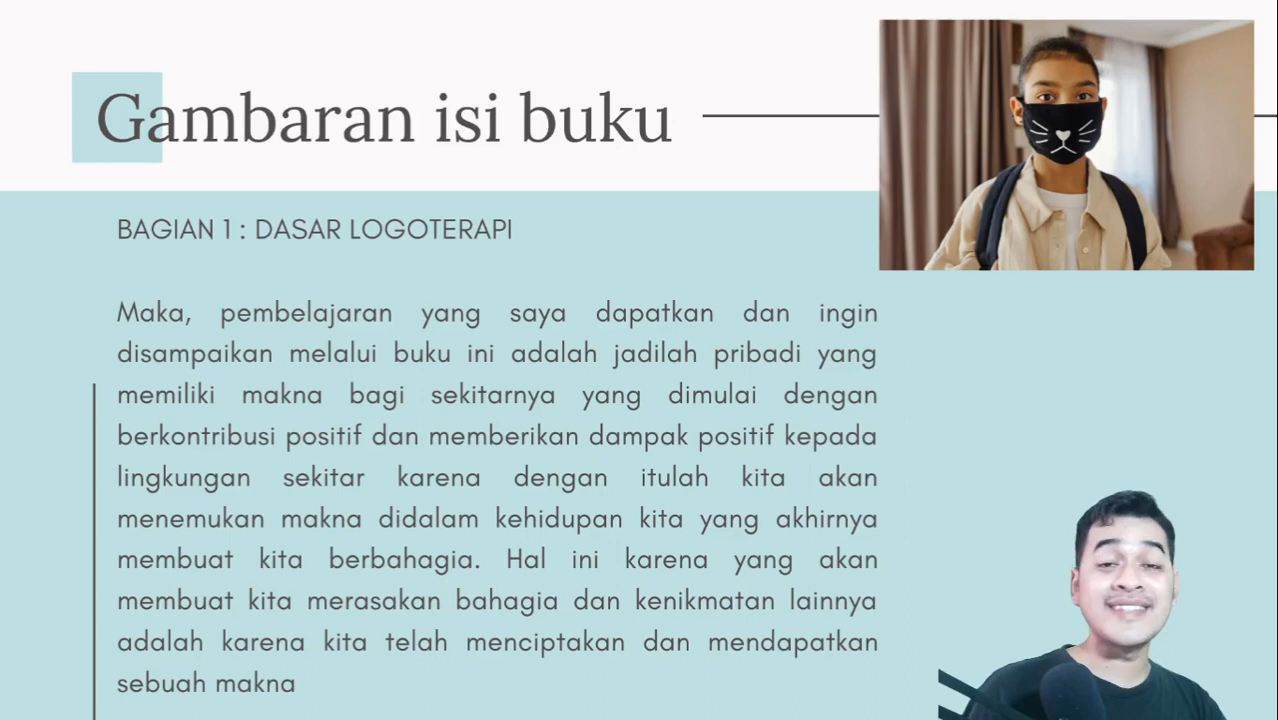 Gambaran isi buku
BAGIAN 1 : DASAR LOGOTERAPI
Maka, pembelajaran yang saya dapatkan dan ingin
disampaikan melalui buku ini adalah jadilah pribadi yang
memiliki makna bagi sekitarnya yang dimulai dengan
berkontribusi positif dan memberikan dampak positif kepada
lingkungan sekitar karena dengan itulah kita akan
menemukan makna didalam kehidupan kita yang akhirnya
membuat kita berbahagia. Hal ini karena yang akan
membuat kita merasakan bahagia dan kenikmatan lainnya
adalah karena kita telah menciptakan dan mendapatkan
sebuah makna